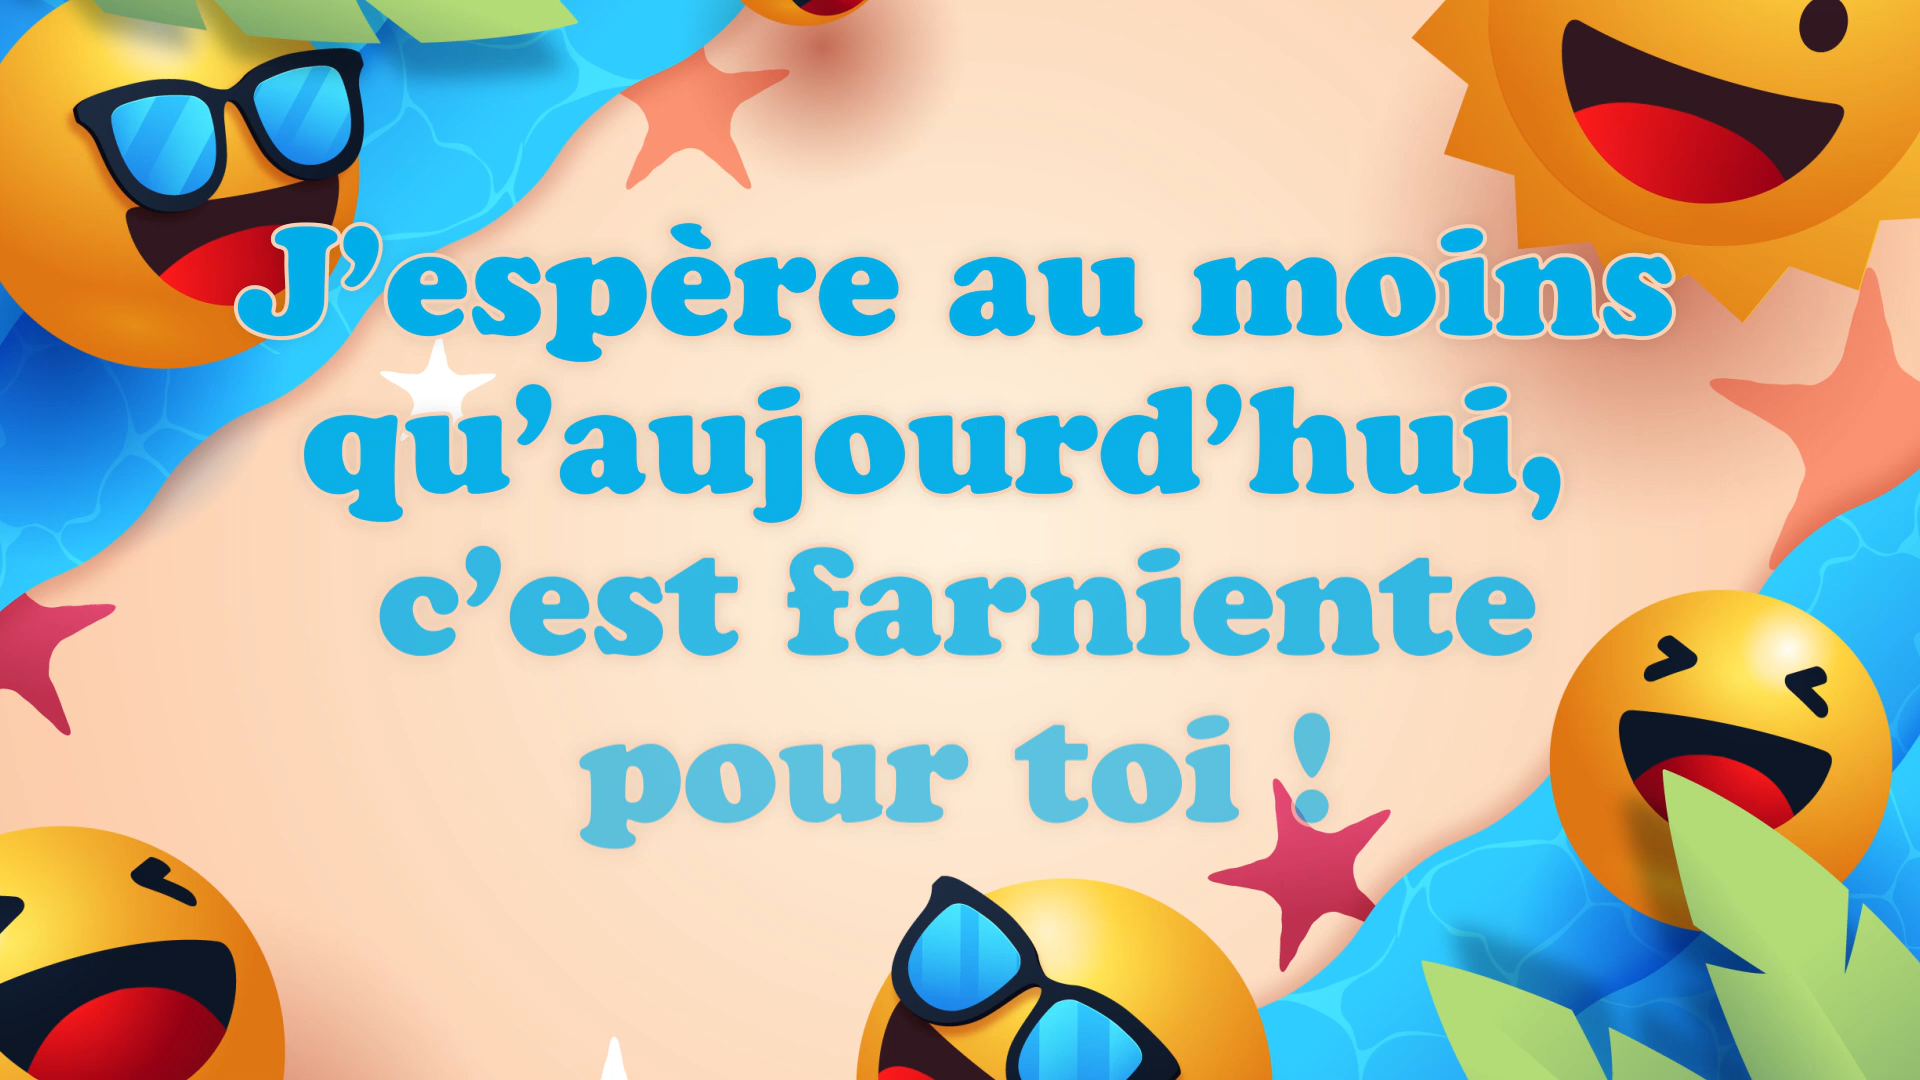 J’espère au moins
qu’aujourd’hui,
c’est farniente
pour toi !